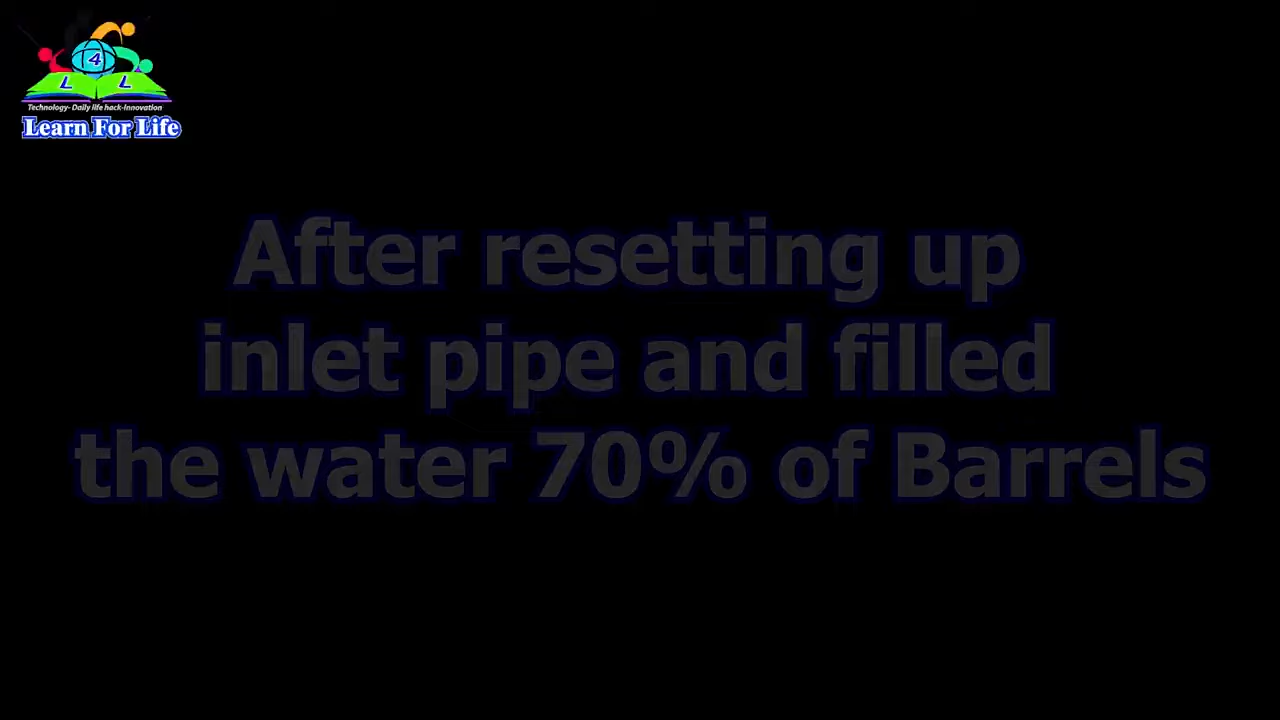 4
L L
Technology- Daily life hack-Innovation
Learn For Life
After resetting up
inlet pipe and filled
the water 70% of Barrels